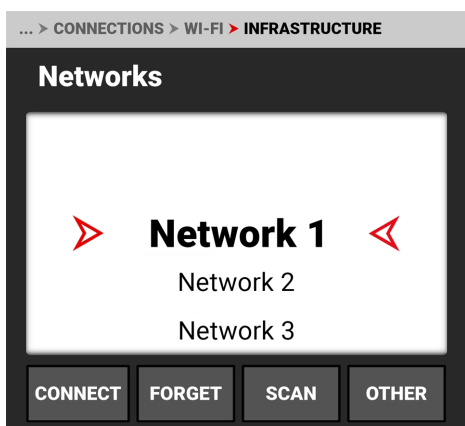 ... > CONNECTIONS > WI-FI > INFRASTRUCTURE
Networks
Network 1
Network 2
Network 3
CONNECT FORGET SCAN OTHER